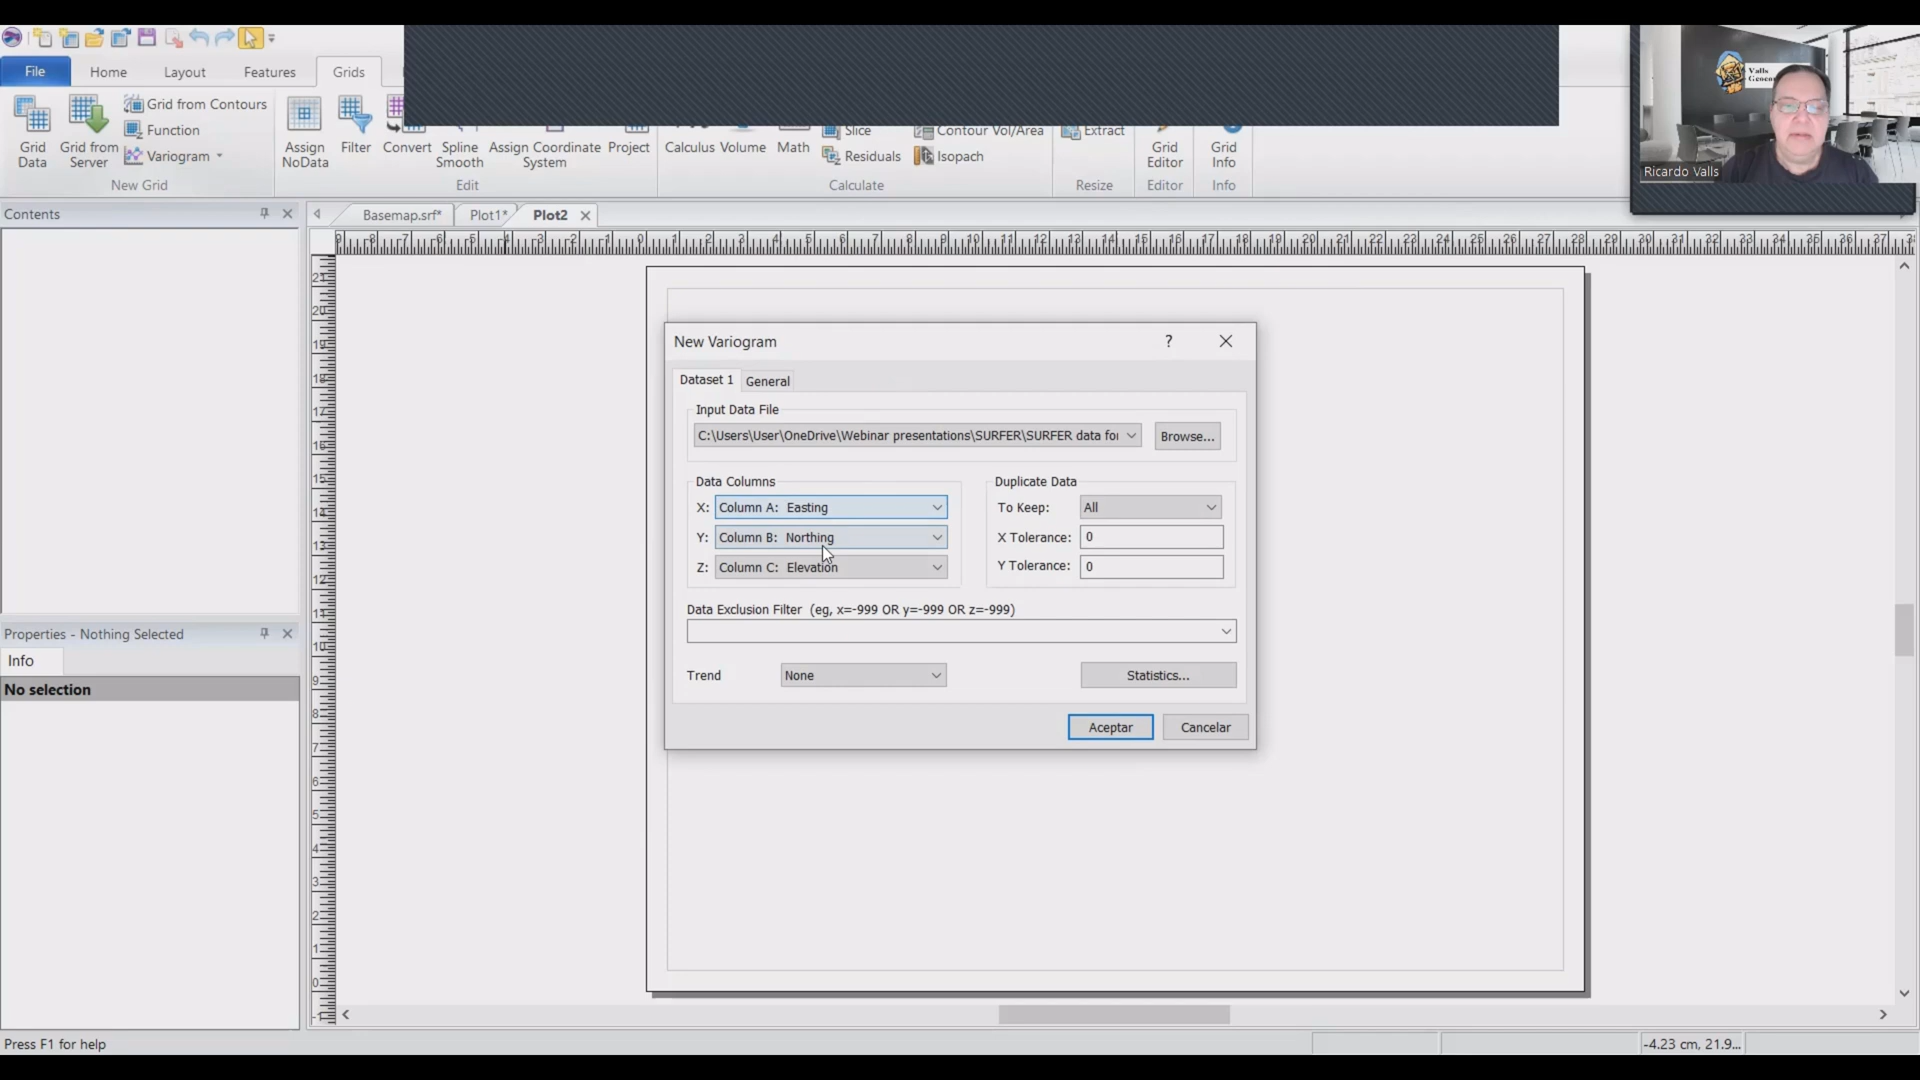 File
Home
Layout
Features
Grids
Grid Data
Grid from Server
Grid from Contours
Function
Variogram
New Grid
Assign NoData
Filter
Convert
Spline Smooth
Assign Coordinate System
Project
Edit
Calculus
Volume
Math
Slice
Residuals
Contour Vol/Area
Isopach
Calculate
Extract
Resize
Grid Editor
Editor
Grid Info
Info
Valls
Ricardo Valls
Contents
Basemap.srf*
Plot1*
Plot2
New Variogram
?
Dataset 1
General
Input Data File
C:\Users\User\OneDrive\Webinar presentations\SURFER\SURFER data for
Browse...
Data Columns
X: Column A: Easting
Y: Column B: Northing
Z: Column C: Elevation
Duplicate Data
To Keep: All
X Tolerance: 0
Y Tolerance: 0
Data Exclusion Filter (eg, x=-999 OR y=-999 OR z=-999)
Trend None
Statistics...
Aceptar
Cancelar
Properties - Nothing Selected
Info
No selection
Press F1 for help
-4.23 cm, 21.9...